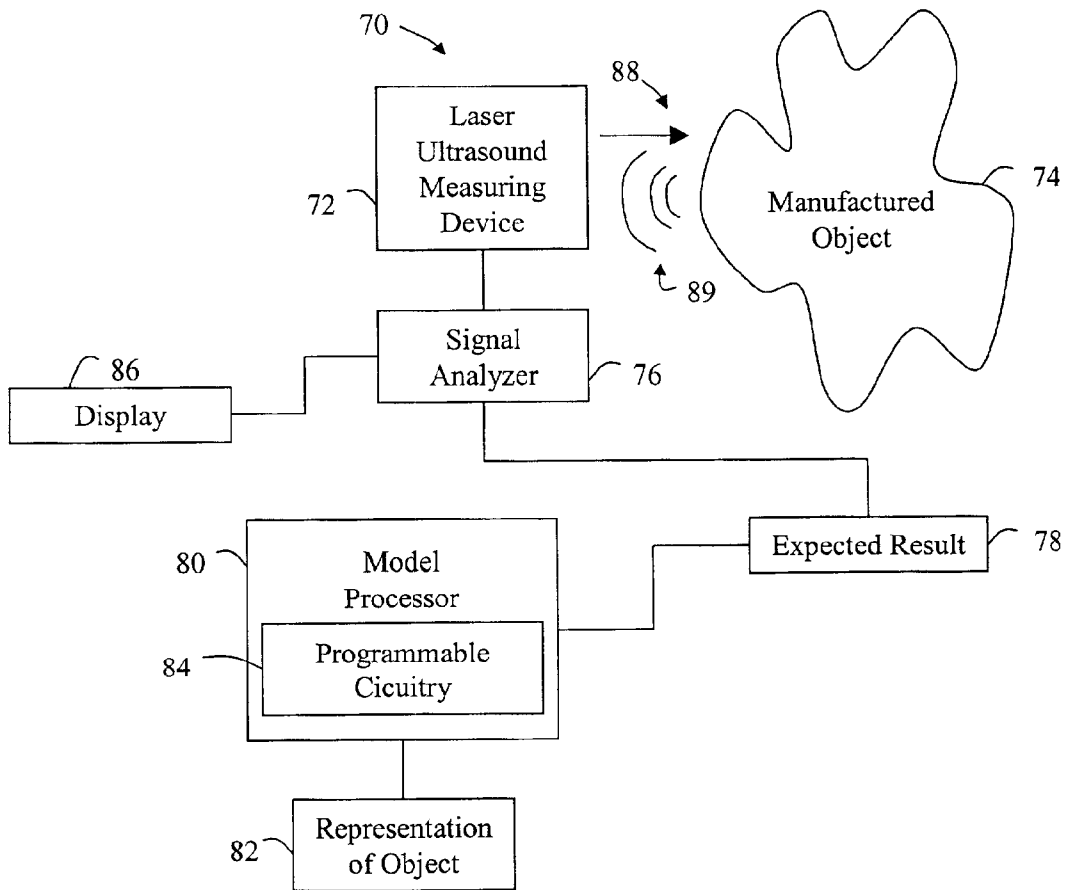 70
88
Laser
Ultrasound
Measuring
Device
72
74
Manufactured
Object
89
Signal
Analyzer
76
86
Display
Expected Result
78
80
Model
Processor
84
Programmable
Cicuitry
Representation
of Object
82